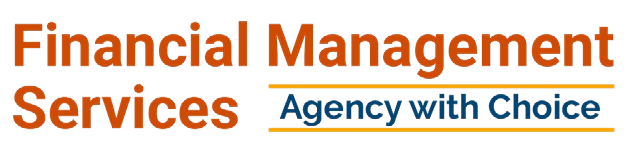 Financial Management
Services
Agency with Choice